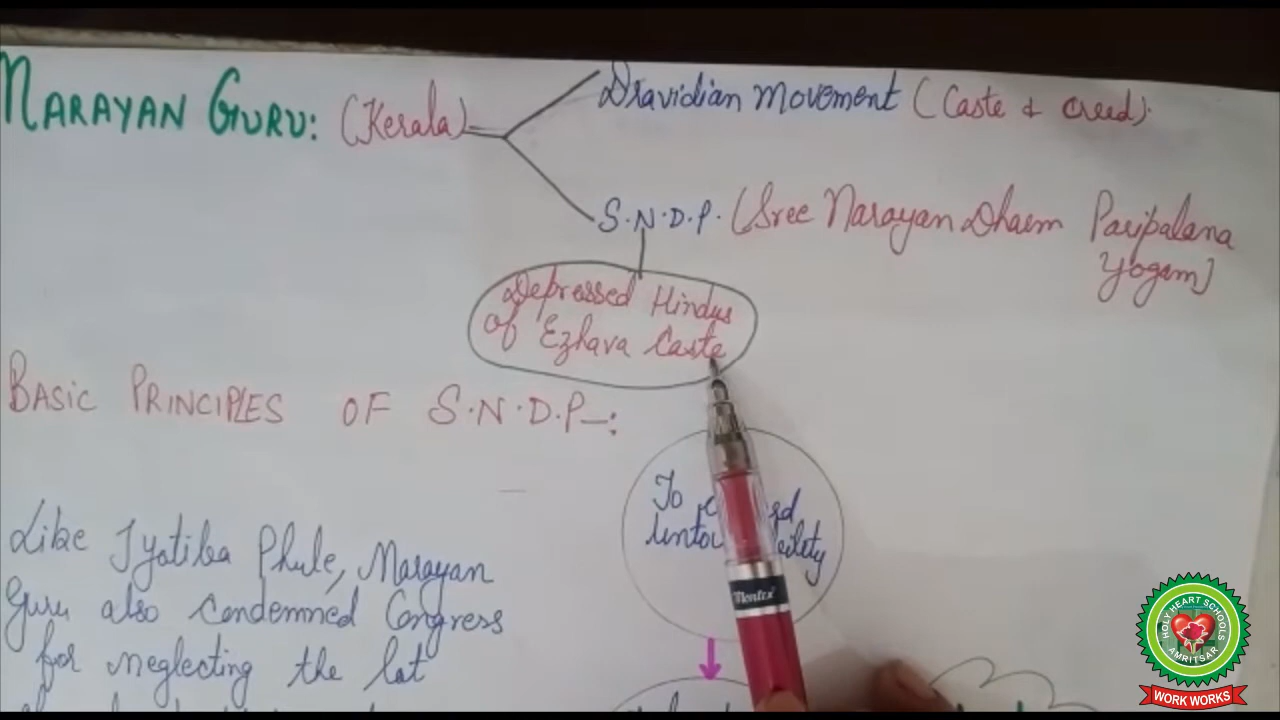 NARAYAN GURU: (Kerala)
Dravidian Movement (Caste & Creed).
S.N.D.P. (Sree Narayan Dharm Paripalana
Yogam)
Depressed Hindus
of Ezhava Caste
BASIC PRINCIPLES OF S.N.D.P-:
To
Like Jyotiba Phule, Narayan
Guru also condemned Congress
for neglecting the lot
Montex
HOLY HEART SCHOOLS
AMRITSAR
WORK WORKS